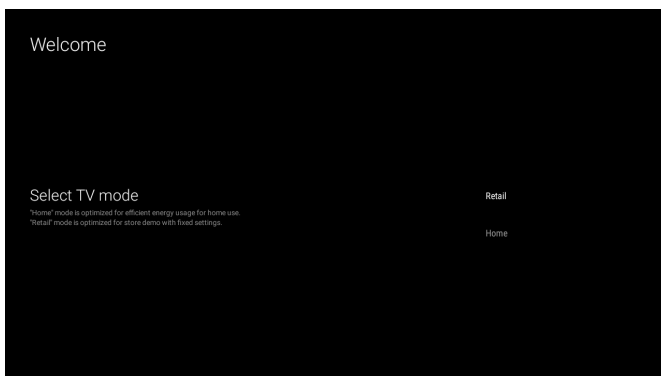 Welcome
Select TV mode
"Home" mode is optimized for efficient energy usage for home use.
"Retail" mode is optimized for store demo with fixed settings.
Retail
Home